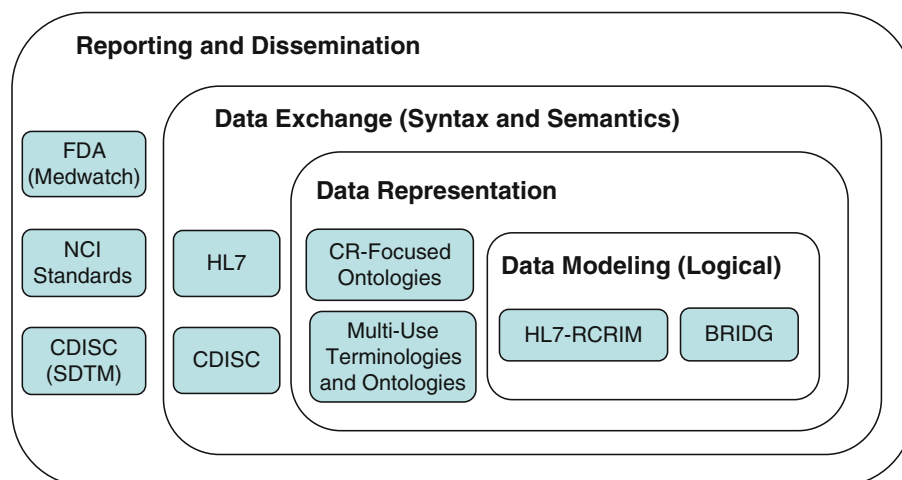 Reporting and Dissemination
Data Exchange (Syntax and Semantics)
FDA
(Medwatch)
Data Representation
NCI
Standards
HL7
CR-Focused
Ontologies
Data Modeling (Logical)
CDISC
(SDTM)
CDISC
Multi-Use
Terminologies
and Ontologies
HL7-RCRIM
BRIDG